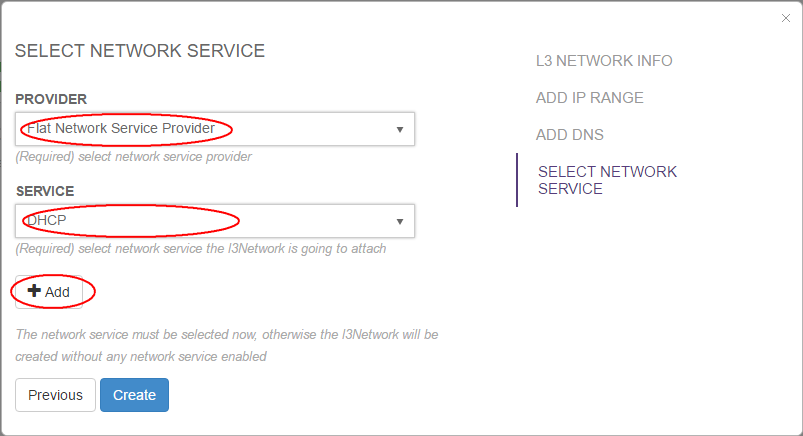 SELECT NETWORK SERVICE
PROVIDER
Flat Network Service Provider
(Required) select network service provider
SERVICE
DHCP
(Required) select network service the l3Network is going to attach
Add
The network service must be selected now, otherwise the l3Network will be
created without any network service enabled
Previous
Create
L3 NETWORK INFO
ADD IP RANGE
ADD DNS
SELECT NETWORK
SERVICE